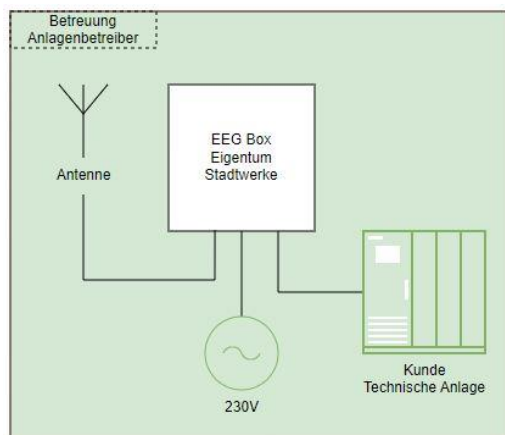 Betreuung
Anlagenbetreiber
EEG Box
Eigentum
Stadtwerke
Antenne
230V
Kunde
Technische Anlage